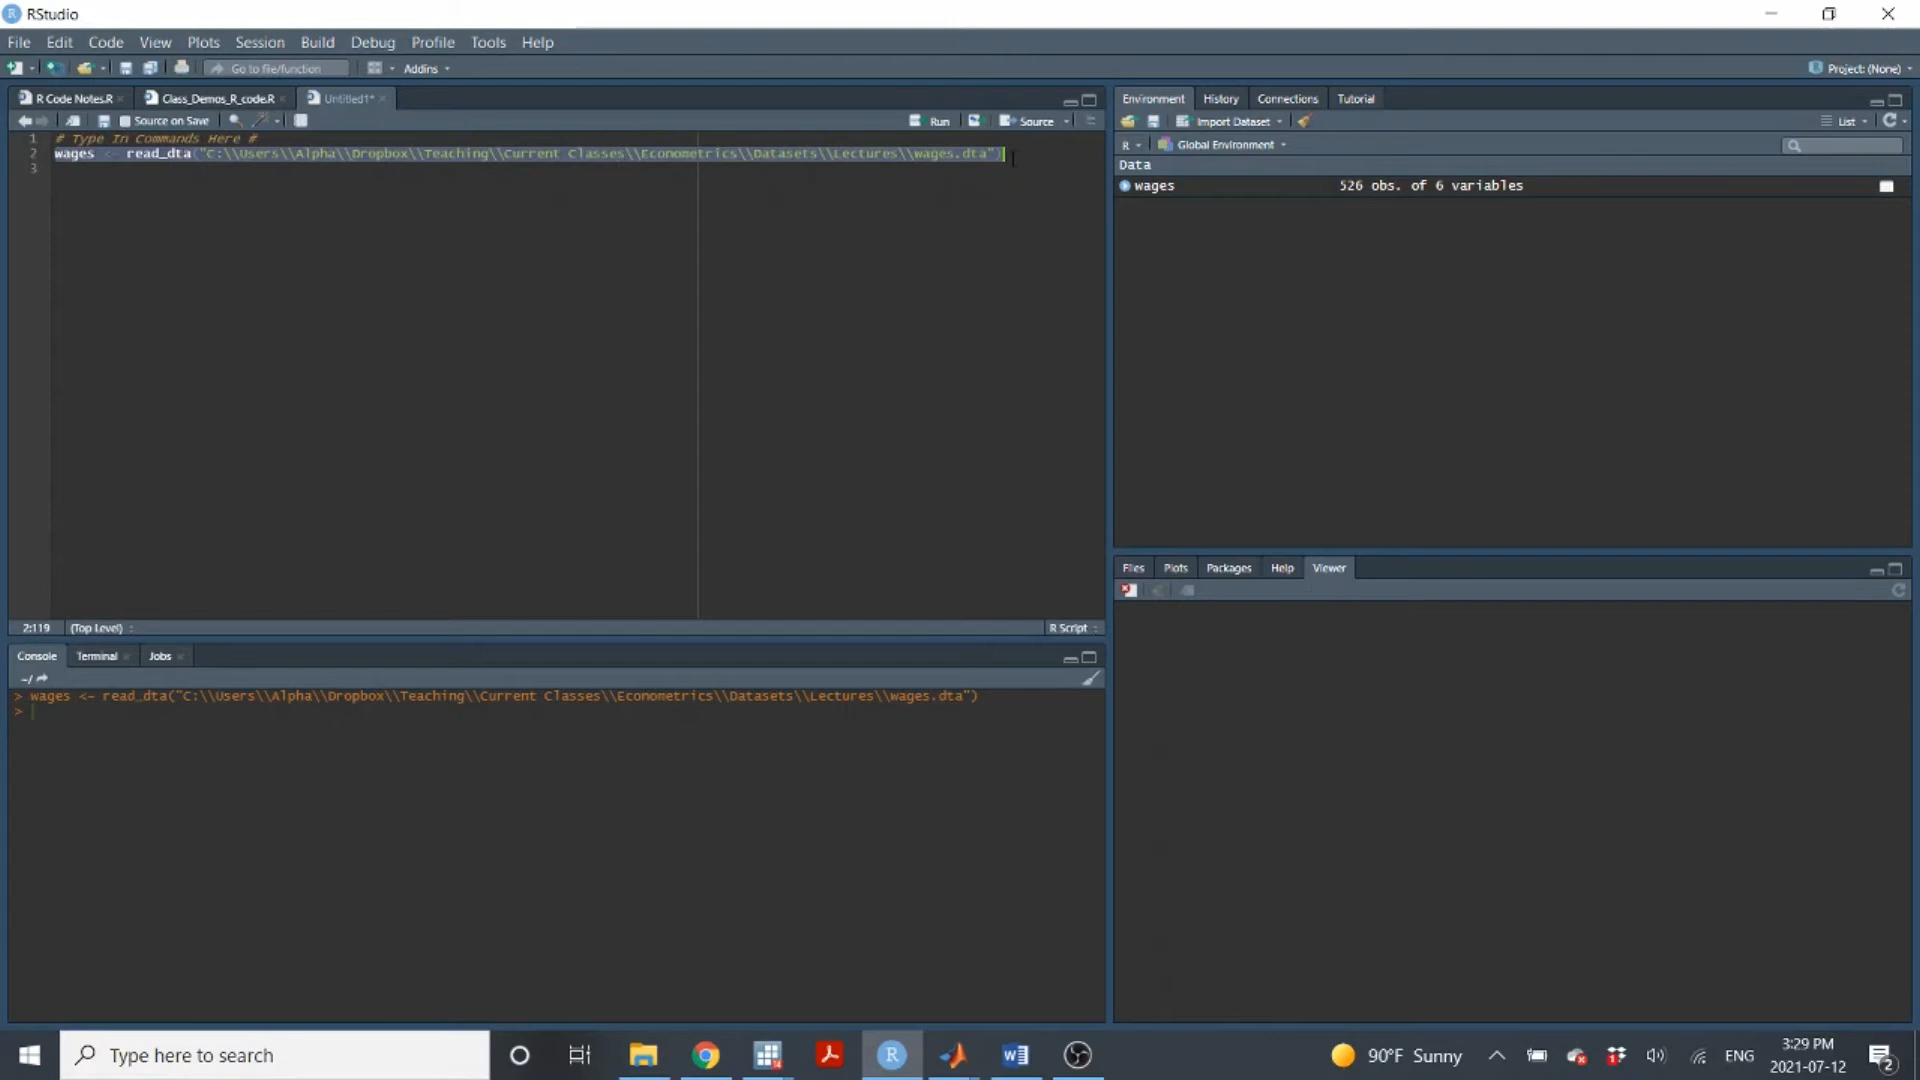 RStudio
File Edit Code View Plots Session Build Debug Profile Tools Help
Go to file/function Addins Project: (None)
R Code Notes.R Class_Demos_R_code.R Untitled1*
Source on Save Run Source
1 # Type In Commands Here #
2 wages <- read_dta("C:\\Users\\Alpha\\Dropbox\\Teaching\\Current Classes\\Econometrics\\Datasets\\Lectures\\wages.dta")
3
2:119 (Top Level) R Script
Console Terminal Jobs
~/
> wages <- read_dta("C:\\Users\\Alpha\\Dropbox\\Teaching\\Current Classes\\Econometrics\\Datasets\\Lectures\\wages.dta")
>
Environment History Connections Tutorial
Import Dataset List
R Global Environment
Data
wages 526 obs. of 6 variables
Files Plots Packages Help Viewer
Type here to search
90°F Sunny ENG 3:29 PM
2021-07-12
2